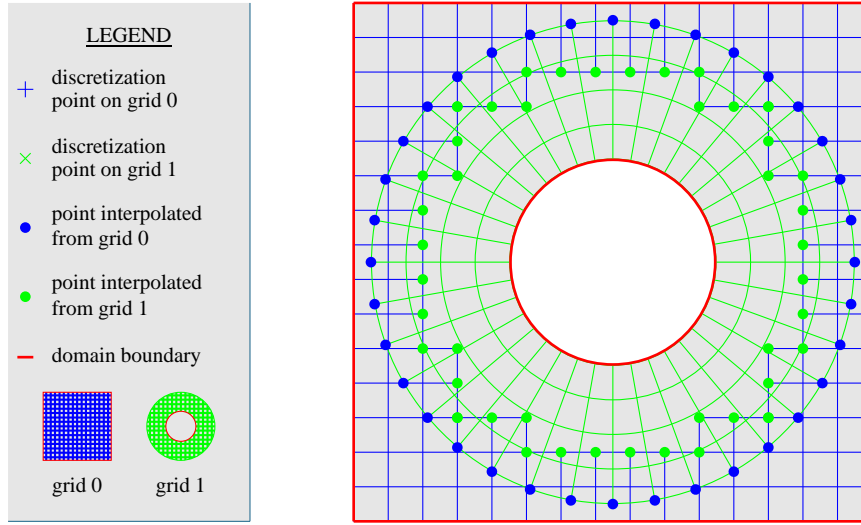 LEGEND
discretization
point on grid 0
discretization
point on grid 1
point interpolated
from grid 0
point interpolated
from grid 1
domain boundary
grid 0
grid 1